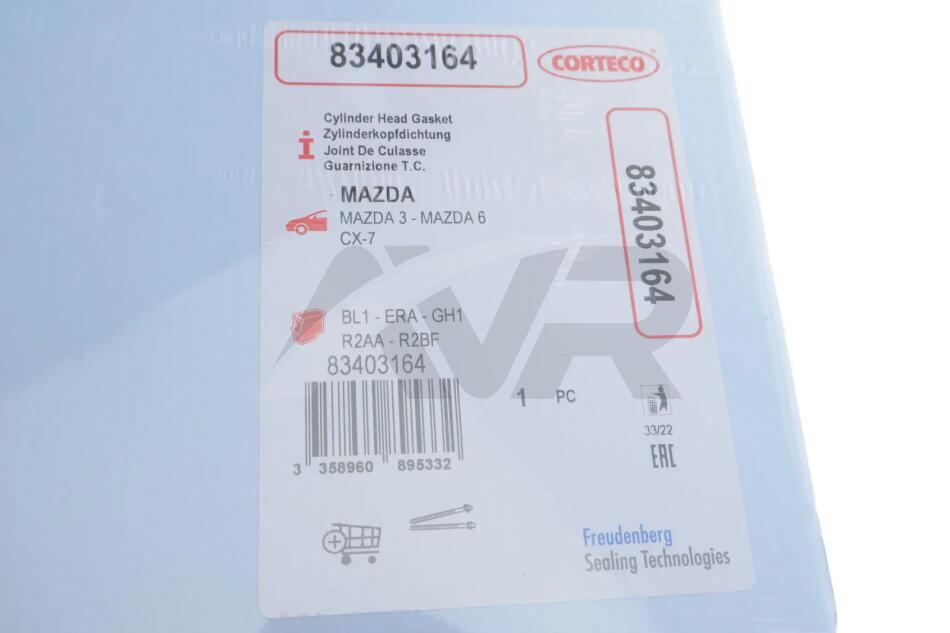 83403164
CORTECO
Cylinder Head Gasket
Zylinderkopfdichtung
Joint De Culasse
Guarnizione T.C.
83403164
MAZDA
MAZDA 3 - MAZDA 6
CX-7
AVR
BL1 - ERA - GH1
R2AA - R2BF
83403164
1 PC
33/22
EAC
3 358960 895332
Freudenberg
Sealing Technologies